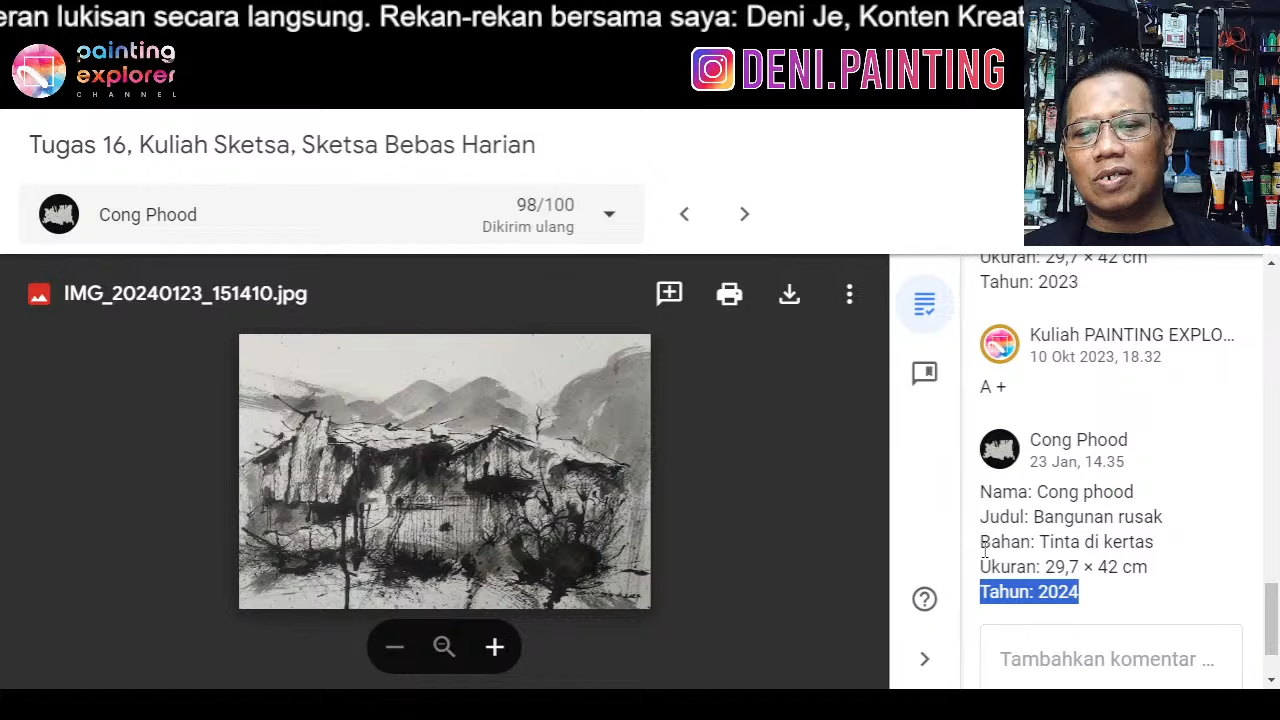 eran lukisan secara langsung. Rekan-rekan bersama saya: Deni Je, Konten Kreat
painting
explorer
CHANNEL
DENI.PAINTING
Tugas 16, Kuliah Sketsa, Sketsa Bebas Harian
Cong Phood
98/100
Dikirim ulang
IMG_20240123_151410.jpg
Ukuran: 29,7 × 42 cm
Tahun: 2023
Kuliah PAINTING EXPLO...
10 Okt 2023, 18.32
A +
Cong Phood
23 Jan, 14.35
Nama: Cong phood
Judul: Bangunan rusak
Bahan: Tinta di kertas
Ukuran: 29,7 × 42 cm
Tahun: 2024
Tambahkan komentar ...